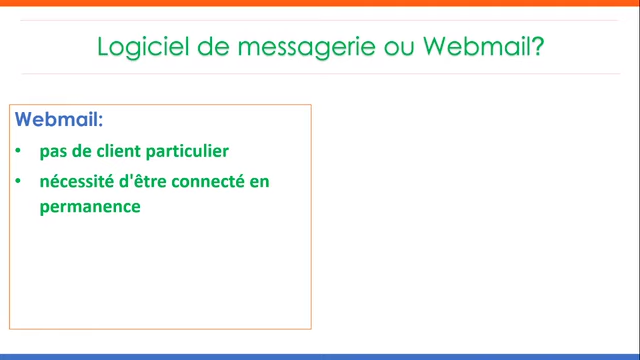 Logiciel de messagerie ou Webmail?
Webmail:
• pas de client particulier
• nécessité d'être connecté en
permanence